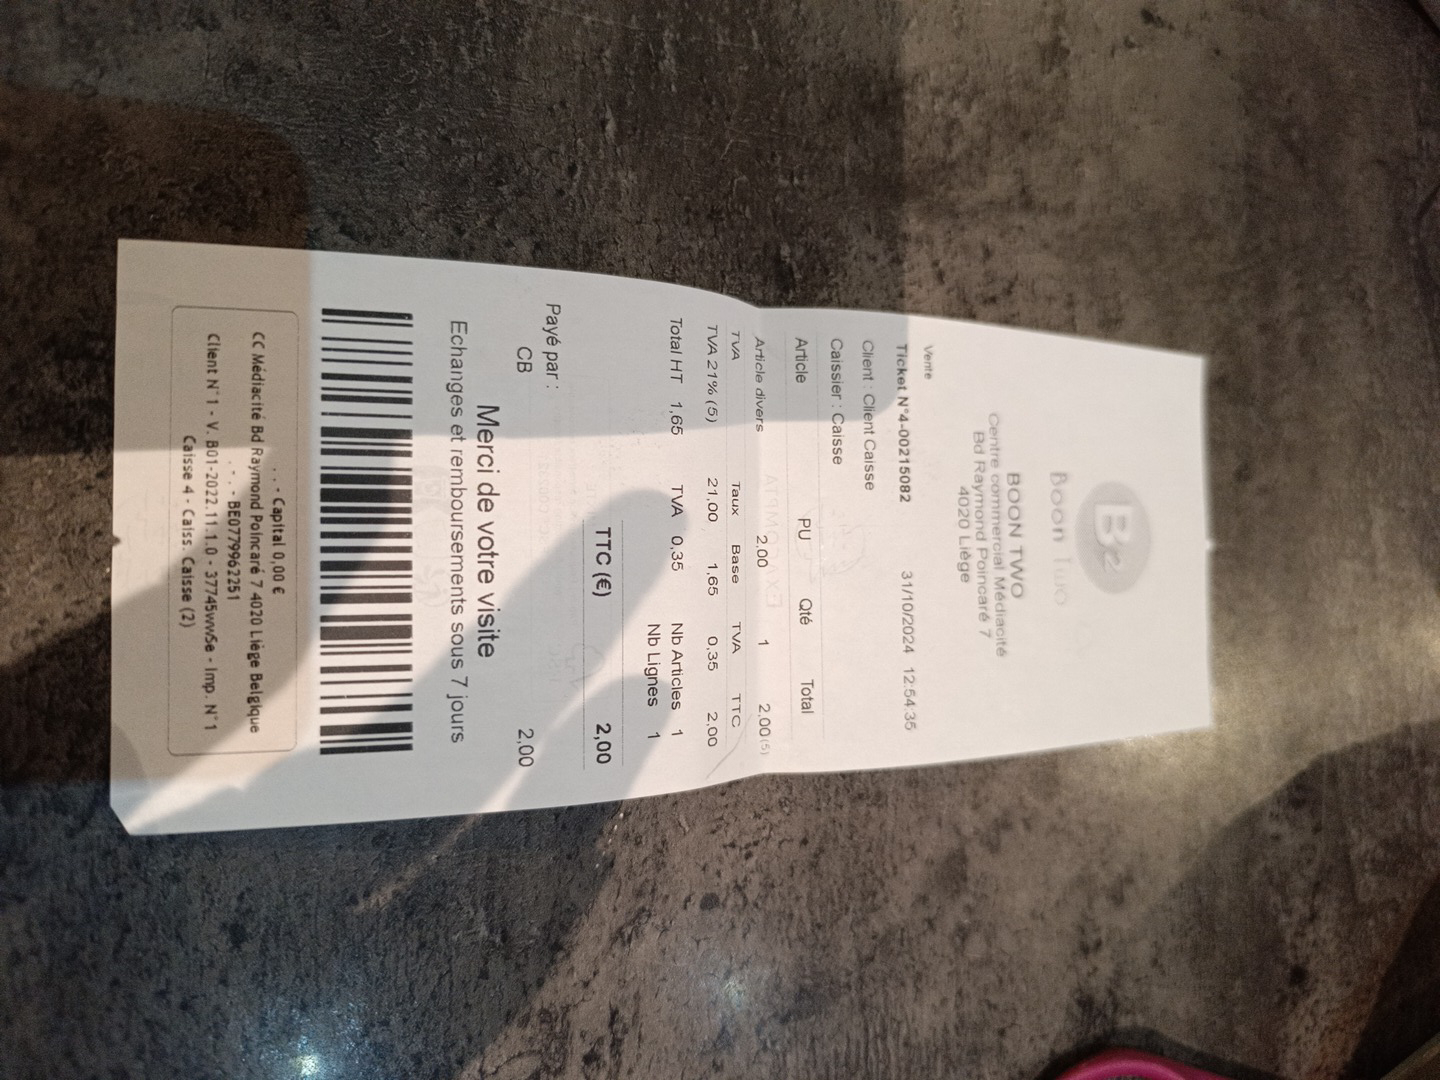 Be
Boon Two
BOON TWO
Centre commercial Médiacité
Bd Raymond Poincaré 7
4020 Liège
Vente
Ticket N°4-0021508​2 31/10/2024 12:54:35
Client : Client Caisse
Caissier : Caisse
Article PU Qté Total
Article divers 2,00 1 2,00 (5)
TVA Taux Base TVA TTC
TVA 21% (5) 21,00 1,65 0,35 2,00
Total HT 1,65 TVA 0,35 Nb Articles 1
Nb Lignes 1
TTC (€) 2,00
Payé par :
CB 2,00
Merci de votre visite
Echanges et remboursements sous 7 jours
. . - Capital 0,00 €
CC Médiacité Bd Raymond Poincaré 7 4020 Liège Belgique
. . - BE0779962251
Client N°1 - V. B01-2022.11.1.0 - 37745wwSe - Imp. N°1
Caisse 4 - Caiss. Caisse (2)